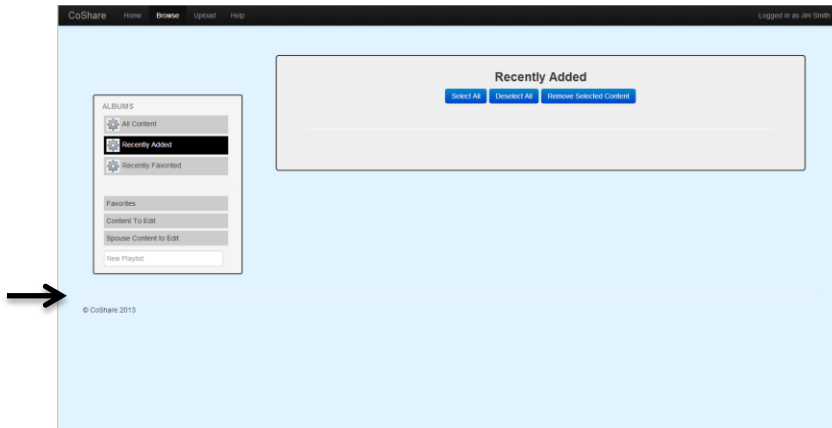 CoShare Home Browse Upload Help Logged in as Jim Smith
Recently Added
Select All Deselect All Remove Selected Content
ALBUMS
All Content
Recently Added
Recently Favorited
Favorites
Content To Edit
Spouse Content to Edit
New Playlist
© CoShare 2013